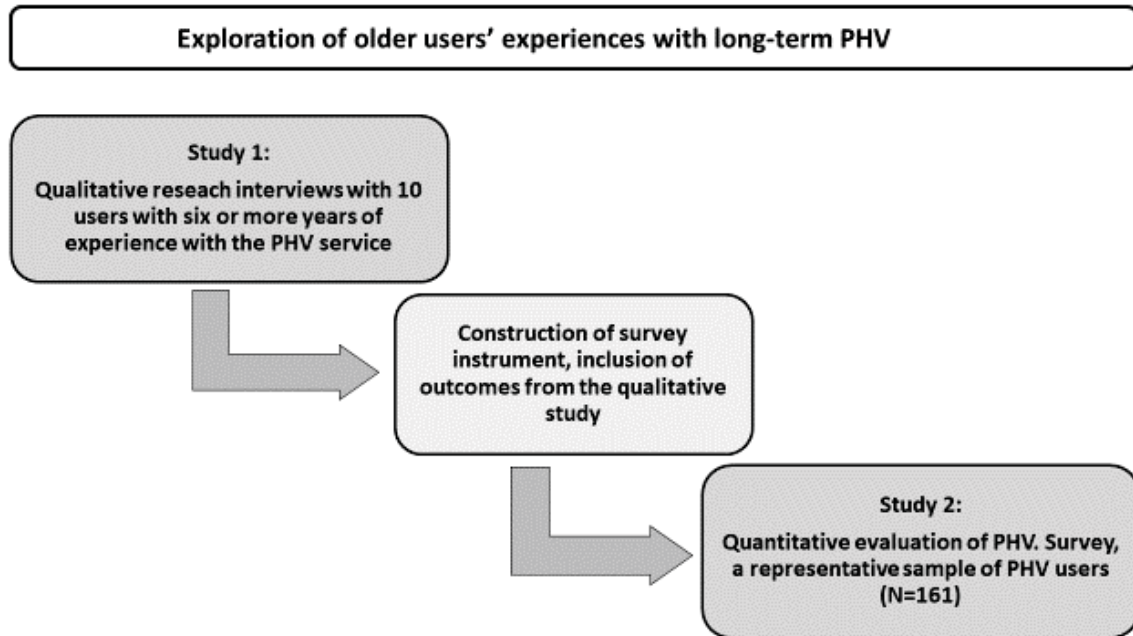 Exploration of older users' experiences with long-term PHV
Study 1:
Qualitative reseach interviews with 10
users with six or more years of
experience with the PHV service
Construction of survey
instrument, inclusion of
outcomes from the qualitative
study
Study 2:
Quantitative evaluation of PHV. Survey,
a representative sample of PHV users
(N=161)